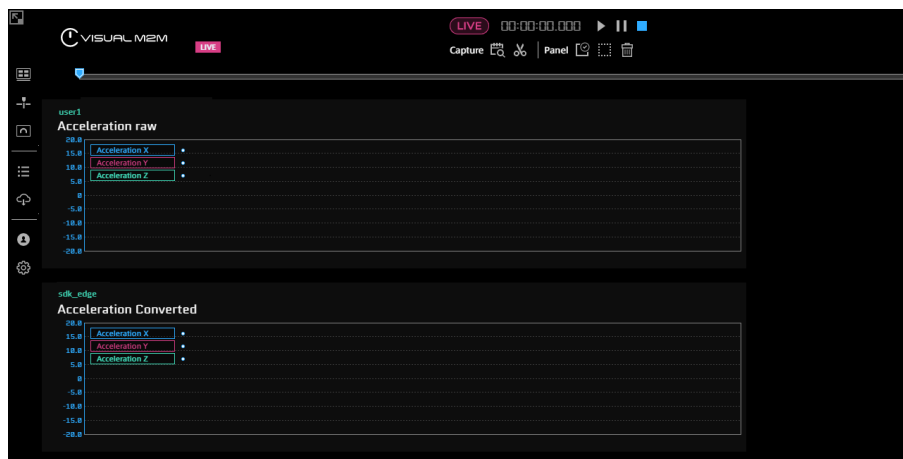 VISUAL M2M
LIVE
LIVE 00:00:00.000
Capture Panel
user1
Acceleration raw
20.0
15.0
10.0
5.0
0
-5.0
-10.0
-15.0
-20.0
Acceleration X
Acceleration Y
Acceleration Z
sdk_edge
Acceleration Converted
20.0
15.0
10.0
5.0
0
-5.0
-10.0
-15.0
-20.0
Acceleration X
Acceleration Y
Acceleration Z